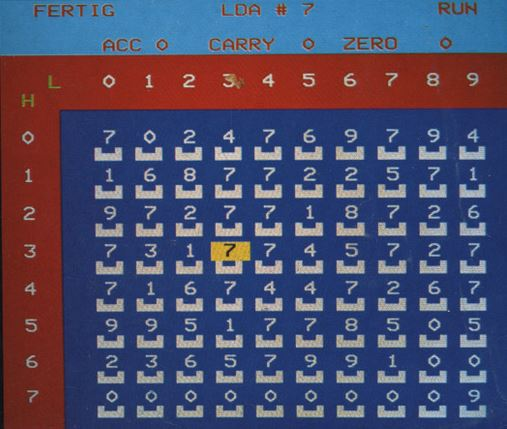 FERTIG LDA # 7 RUN
ACC 0 CARRY 0 ZERO 0
L 0 1 2 3 4 5 6 7 8 9
H
0 7 0 2 4 7 6 9 7 9 4
1 1 6 8 7 7 2 2 5 7 1
2 9 7 2 7 7 1 8 7 2 6
3 7 3 1 7 7 4 5 7 2 7
4 7 1 6 7 4 4 7 2 6 7
5 9 9 5 1 7 7 8 5 0 5
6 2 3 6 5 7 9 9 1 0 0
7 0 0 0 0 0 0 0 0 0 9